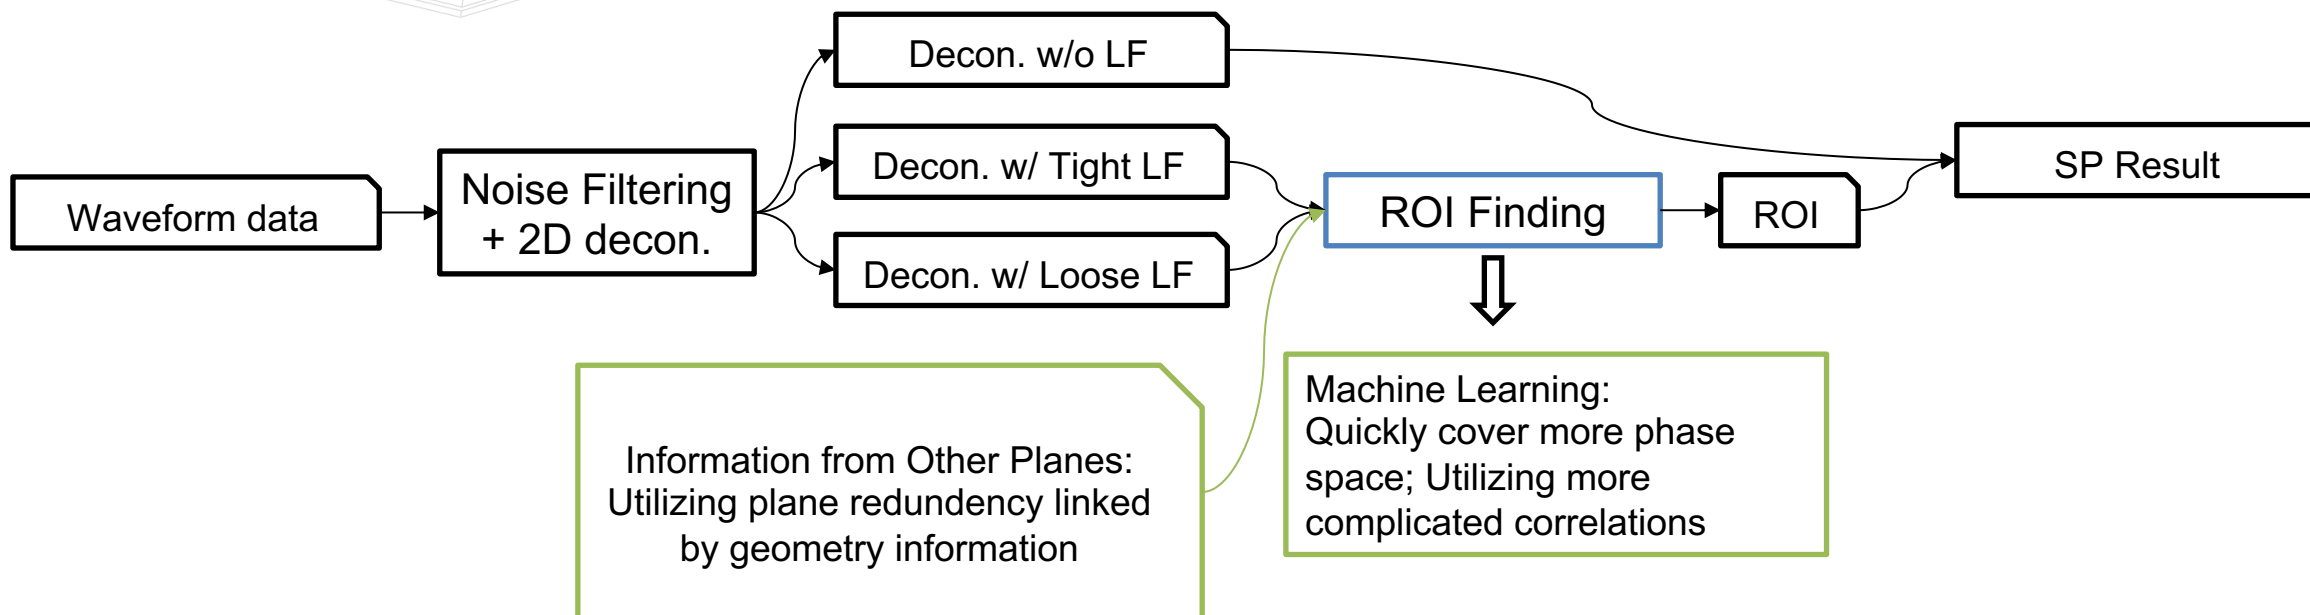 Waveform data
Noise Filtering
+ 2D decon.
Decon. w/o LF
Decon. w/ Tight LF
Decon. w/ Loose LF
ROI Finding
ROI
SP Result
Information from Other Planes:
Utilizing plane redundency linked
by geometry information
Machine Learning:
Quickly cover more phase
space; Utilizing more
complicated correlations